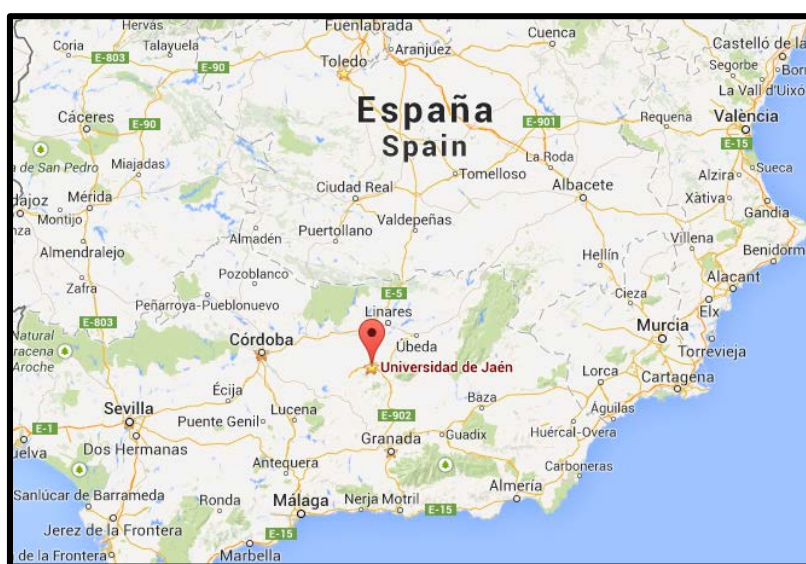 Hervás
Fuenlabrada
Cuenca
Coria
Talayuela
Aranjuez
Castelló de la
E-803
E-90
Toledo
Segorbe
La Vall d'Uixó
Cáceres
E-90
España
Spain
E-901
Requena
València
E-15
de San Pedro
Miajadas
La Roda
Tomelloso
Albacete
Alzira
Sueca
Mérida
Ciudad Real
Xativa
Gandia
Montijo
Puertollano
Valdepeñas
Almendralejo
Almadén
Villena
Benidorm
Hellín
Zafra
Pozoblanco
Alacant
Peñarroya-Pueblonuevo
E-5
Cieza
Elx
E-803
Linares
Murcia
Natural
Córdoba
Úbeda
Torrevieja
Aroche
Universidad de Jaén
Lorca
Cartagena
Écija
Baza
Sevilla
Lucena
E-902
Águilas
E-1
Puente Genil
Dos Hermanas
Granada
Guadix
Huércal-Overa
Antequera
Carboneras
Sanlúcar de Barrameda
Ronda
Málaga
Nerja
Motril
Almería
E-15
Jerez de la Frontera
E-15
de la Frontera
Marbella